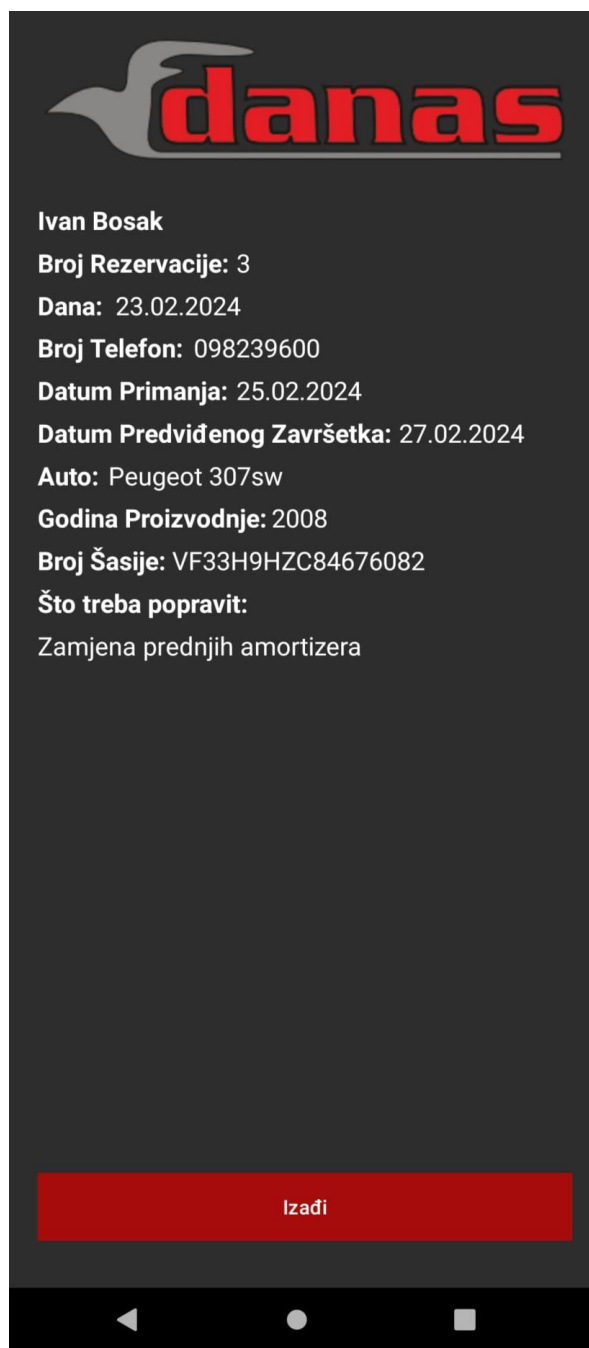 danas
Ivan Bosak
Broj Rezervacije: 3
Dana: 23.02.2024
Broj Telefon: 098239600
Datum Primanja: 25.02.2024
Datum Predviđenog Završetka: 27.02.2024
Auto: Peugeot 307sw
Godina Proizvodnje: 2008
Broj Šasije: VF33H9HZC84676082
Što treba popravit:
Zamjena prednjih amortizera
Izađi